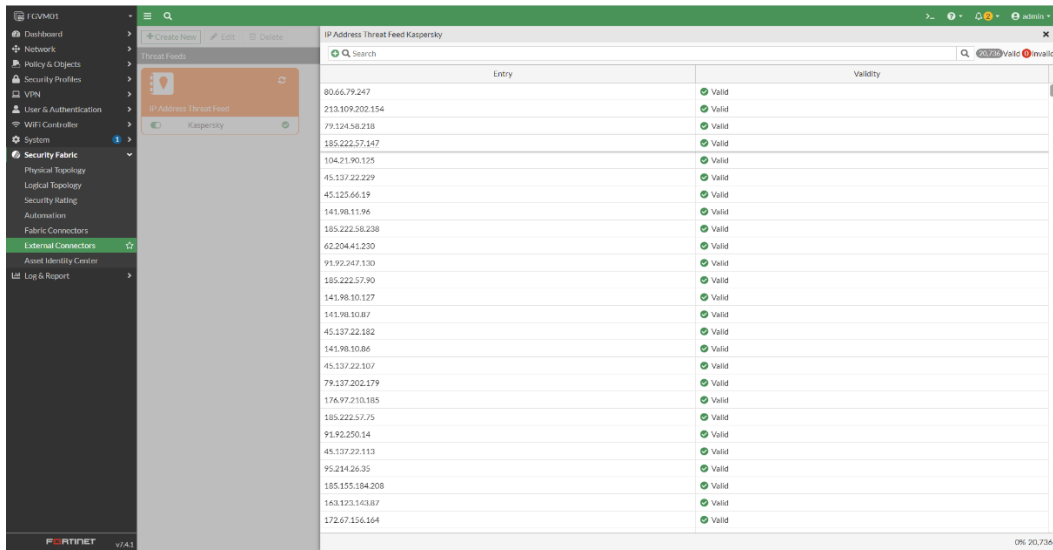 FGVM01
Dashboard
Network
Policy & Objects
Security Profiles
VPN
User & Authentication
WiFi Controller
System 1
Security Fabric
Physical Topology
Logical Topology
Security Rating
Automation
Fabric Connectors
External Connectors
Asset Identity Center
Log & Report
FORTINET v7.4.1
>_ 2 admin
+Create New Edit Delete
Threat Feeds
IP Address Threat Feed
Kaspersky
IP Address Threat Feed Kaspersky
Search 20,736 Valid 0 Invalid
Entry Validity
80.66.79.247 Valid
213.109.202.154 Valid
79.124.58.218 Valid
185.222.57.147 Valid
104.21.90.125 Valid
45.137.22.229 Valid
45.125.66.19 Valid
141.98.11.96 Valid
185.222.58.238 Valid
62.204.41.230 Valid
91.92.247.130 Valid
185.222.57.90 Valid
141.98.10.127 Valid
141.98.10.87 Valid
45.137.22.182 Valid
141.98.10.86 Valid
45.137.22.107 Valid
79.137.202.179 Valid
176.97.210.185 Valid
185.222.57.75 Valid
91.92.250.14 Valid
45.137.22.113 Valid
95.214.26.35 Valid
185.155.184.208 Valid
163.123.143.87 Valid
172.67.156.164 Valid
0% 20,736